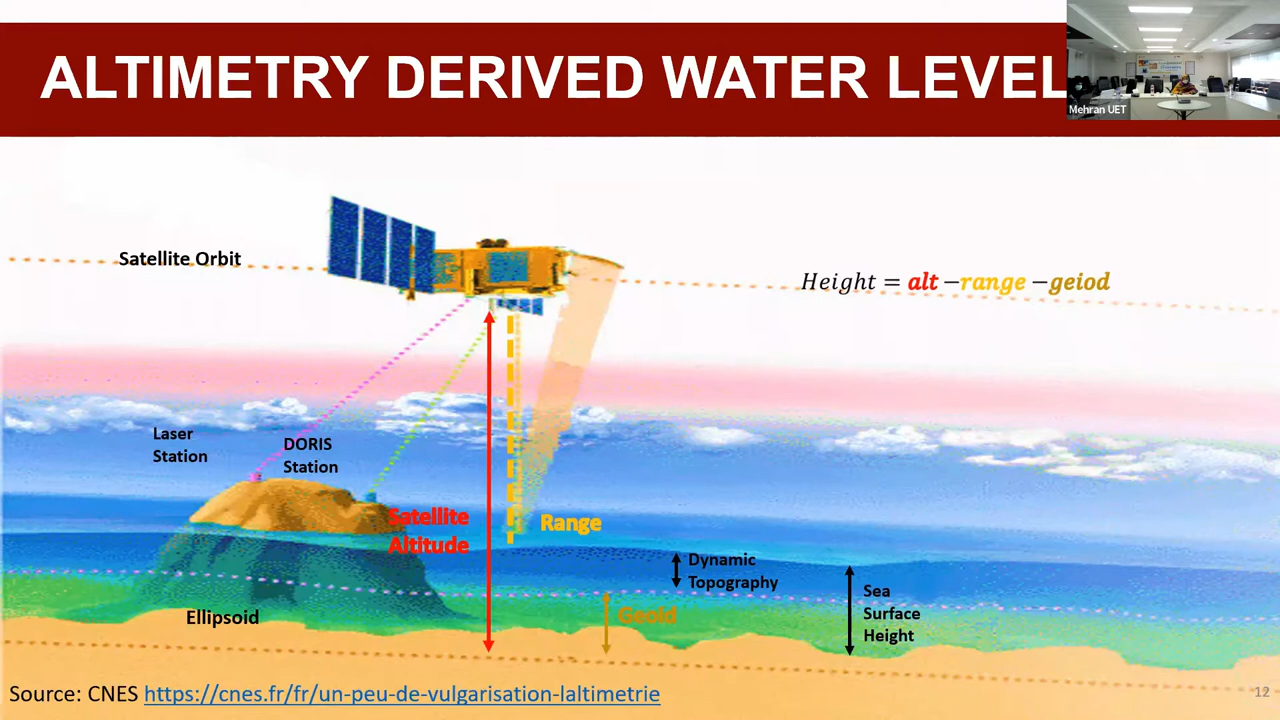 ALTIMETRY DERIVED WATER LEVEL
Mehran UET
Satellite Orbit
Height = alt −range −geiod
Laser
Station
DORIS
Station
Satellite
Altitude
Range
Dynamic
Topography
Sea
Surface
Height
Geoid
Ellipsoid
Source: CNES https://cnes.fr/fr/un-peu-de-vulgarisation-laltimetrie
12